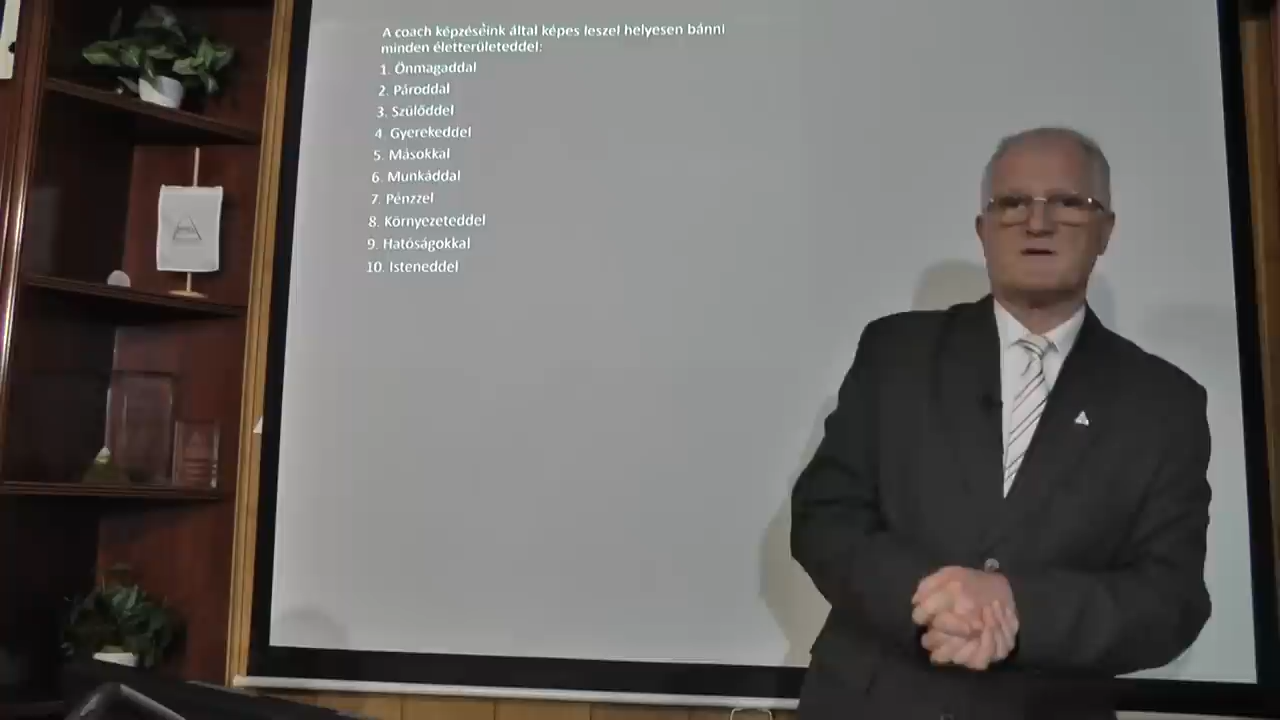 A coach képzéseink által képes leszel helyesen bánni
minden életterületeddel:
1. Önmagaddal
2. Pároddal
3. Szülőddel
4. Gyerekeddel
5. Másokkal
6. Munkáddal
7. Pénzzel
8. Környezeteddel
9. Hatóságokkal
10. Isteneddel